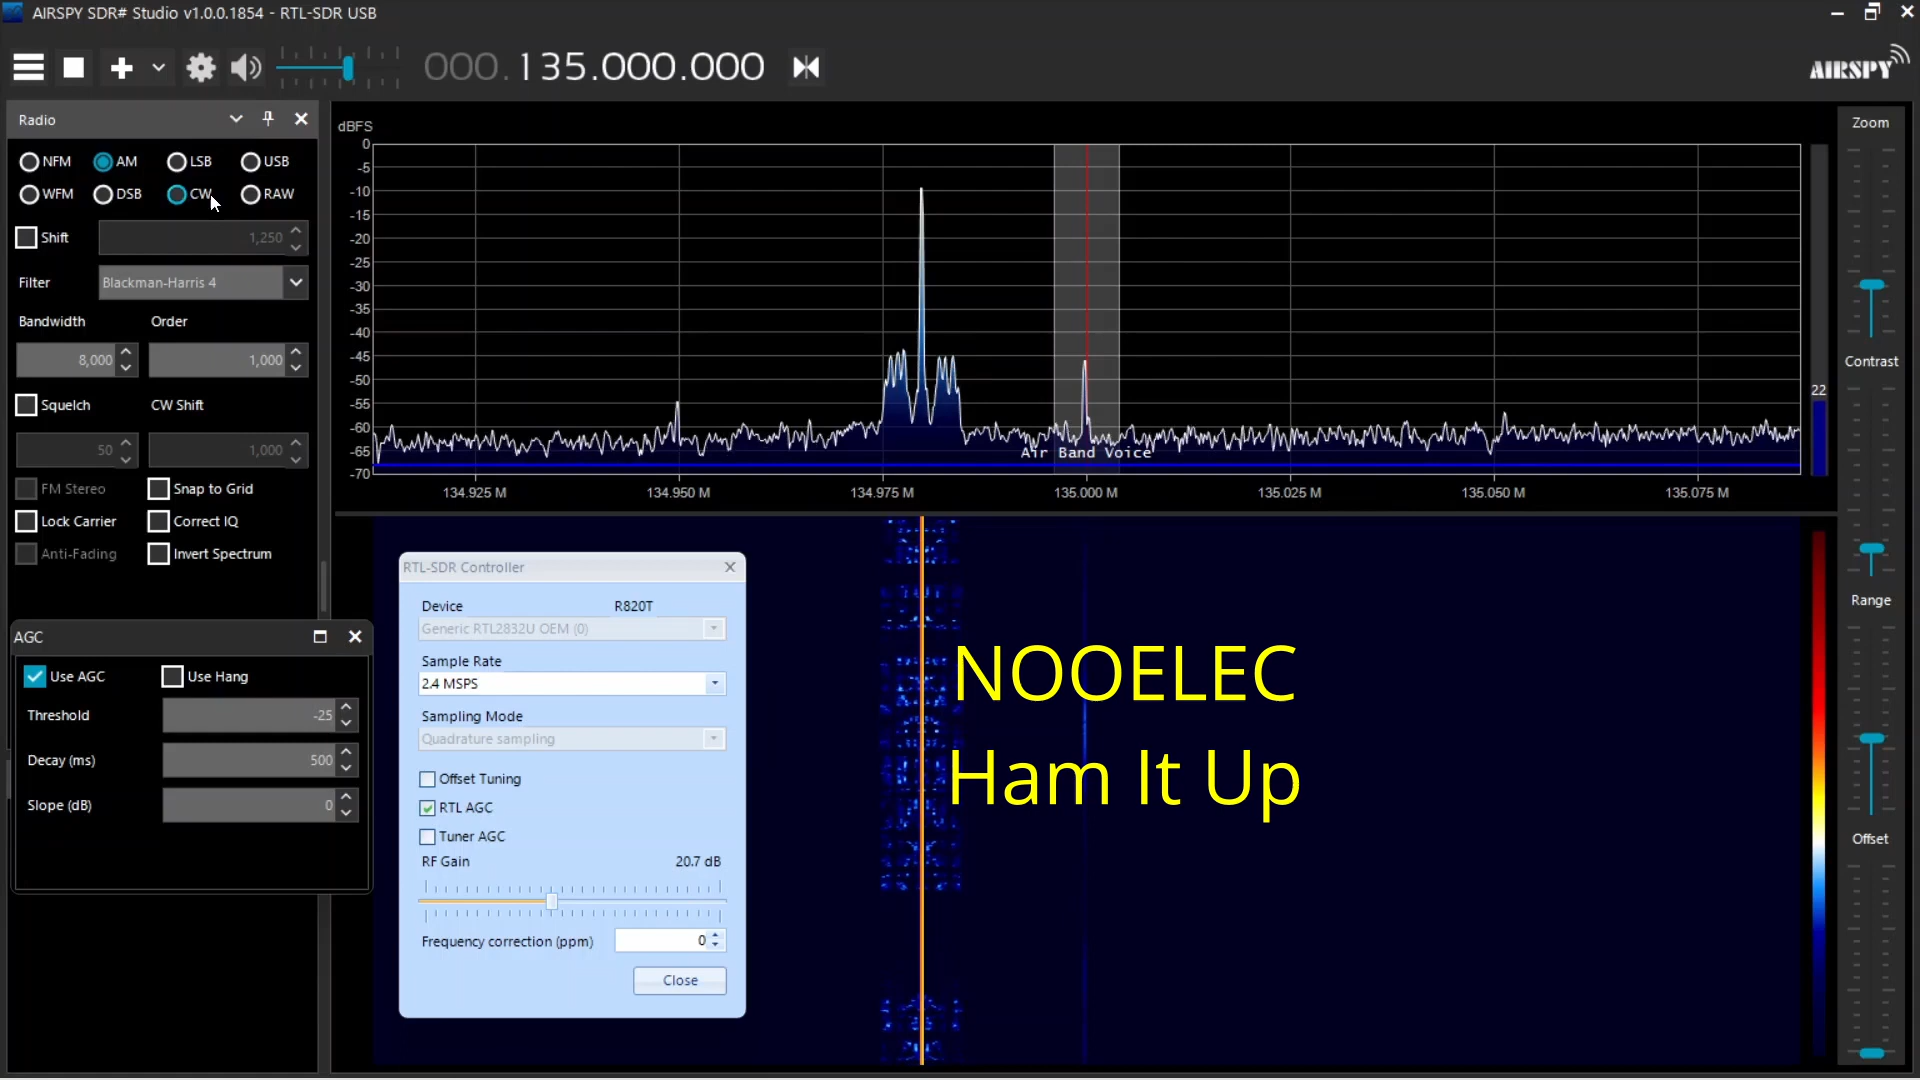 AIRSPY SDR# Studio v1.0.0.1854 - RTL-SDR USB
000.135.000.000
AIRSPY
Radio
NFM AM LSB USB
WFM DSB CW RAW
Shift 1,250
Filter Blackman-Harris 4
Bandwidth Order
8,000 1,000
Squelch CW Shift
50 1,000
FM Stereo Snap to Grid
Lock Carrier Correct IQ
Anti-Fading Invert Spectrum
AGC
Use AGC Use Hang
Threshold -25
Decay (ms) 500
Slope (dB) 0
dBFS
0
-5
-10
-15
-20
-25
-30
-35
-40
-45
-50
-55
-60
-65
-70
Air Band Voice
134.925 M 134.950 M 134.975 M 135.000 M 135.025 M 135.050 M 135.075 M
22
RTL-SDR Controller
Device R820T
Generic RTL2832U OEM (0)
Sample Rate
2.4 MSPS
Sampling Mode
Quadrature sampling
Offset Tuning
RTL AGC
Tuner AGC
RF Gain 20.7 dB
Frequency correction (ppm) 0
Close
NOOELEC
Ham It Up
Zoom
Contrast
Range
Offset